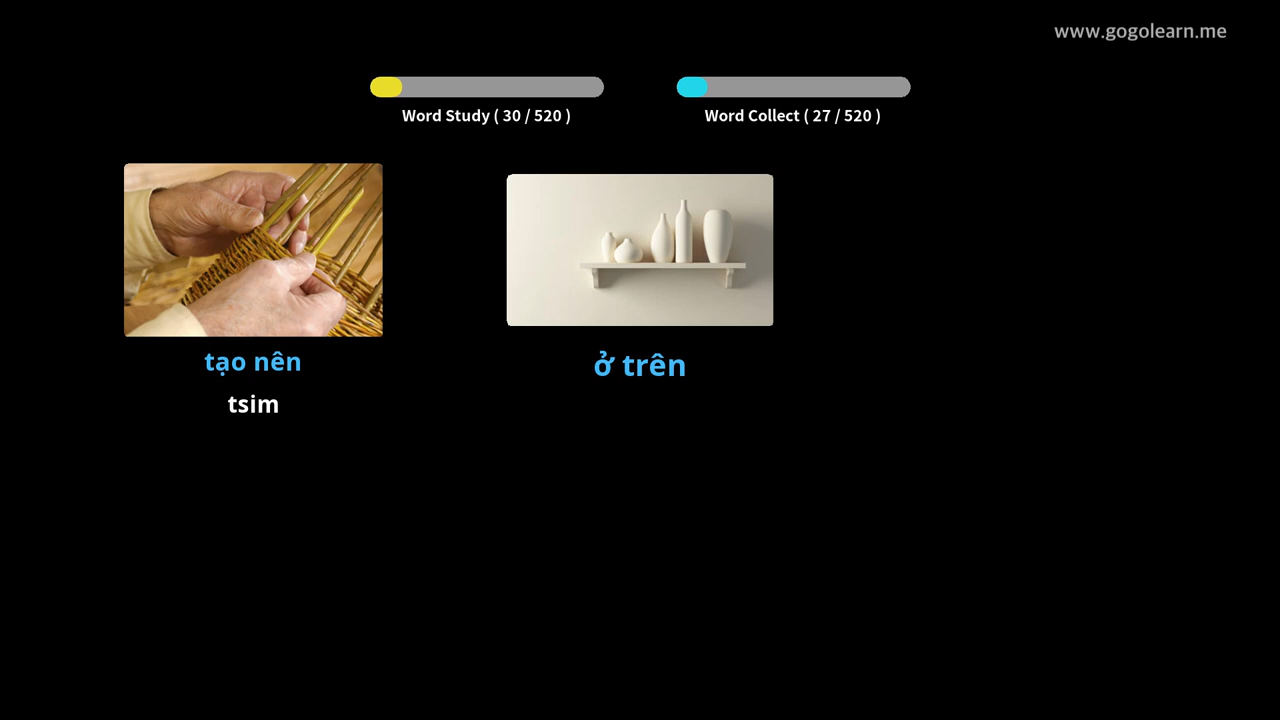 www.gogolearn.me
Word Study ( 30 / 520 )
Word Collect ( 27 / 520 )
tạo nên
tsim
ở trên